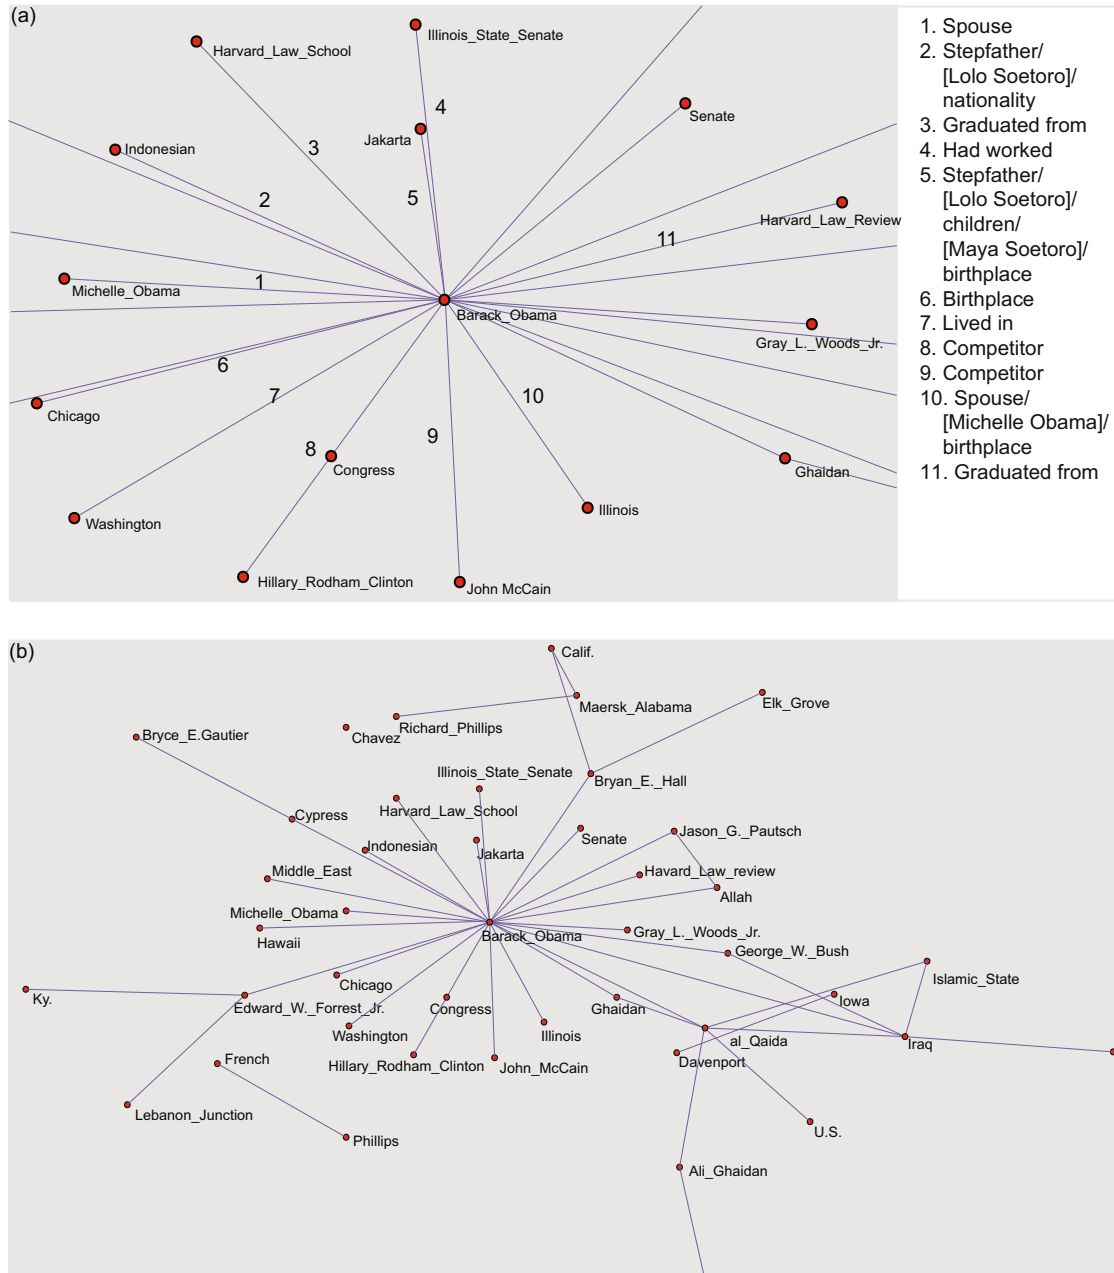 (a)
Harvard_Law_School
Illinois_State_Senate
4
Senate
Jakarta
3
Indonesian
2
5
Harvard_Law_Review
11
Michelle_Obama
1
Barack_Obama
Gray_L._Woods_Jr.
6
7
10
Chicago
9
8
Congress
Ghaidan
Illinois
Washington
Hillary_Rodham_Clinton
John McCain
1. Spouse
2. Stepfather/
[Lolo Soetoro]/
nationality
3. Graduated from
4. Had worked
5. Stepfather/
[Lolo Soetoro]/
children/
[Maya Soetoro]/
birthplace
6. Birthplace
7. Lived in
8. Competitor
9. Competitor
10. Spouse/
[Michelle Obama]/
birthplace
11. Graduated from
(b)
Calif.
Maersk_Alabama
Elk_Grove
Richard_Phillips
Chavez
Bryce_E.Gautier
Illinois_State_Senate
Bryan_E._Hall
Harvard_Law_School
Cypress
Senate
Jason_G._Pautsch
Indonesian
Jakarta
Middle_East
Havard_Law_review
Allah
Michelle_Obama
Hawaii
Barack_Obama
Gray_L._Woods_Jr.
George_W._Bush
Islamic_State
Chicago
Ky.
Edward_W._Forrest_Jr.
Congress
Ghaidan
Iowa
Washington
Illinois
al_Qaida
Iraq
French
Hillary_Rodham_Clinton
John_McCain
Davenport
Lebanon_Junction
U.S.
Phillips
Ali_Ghaidan